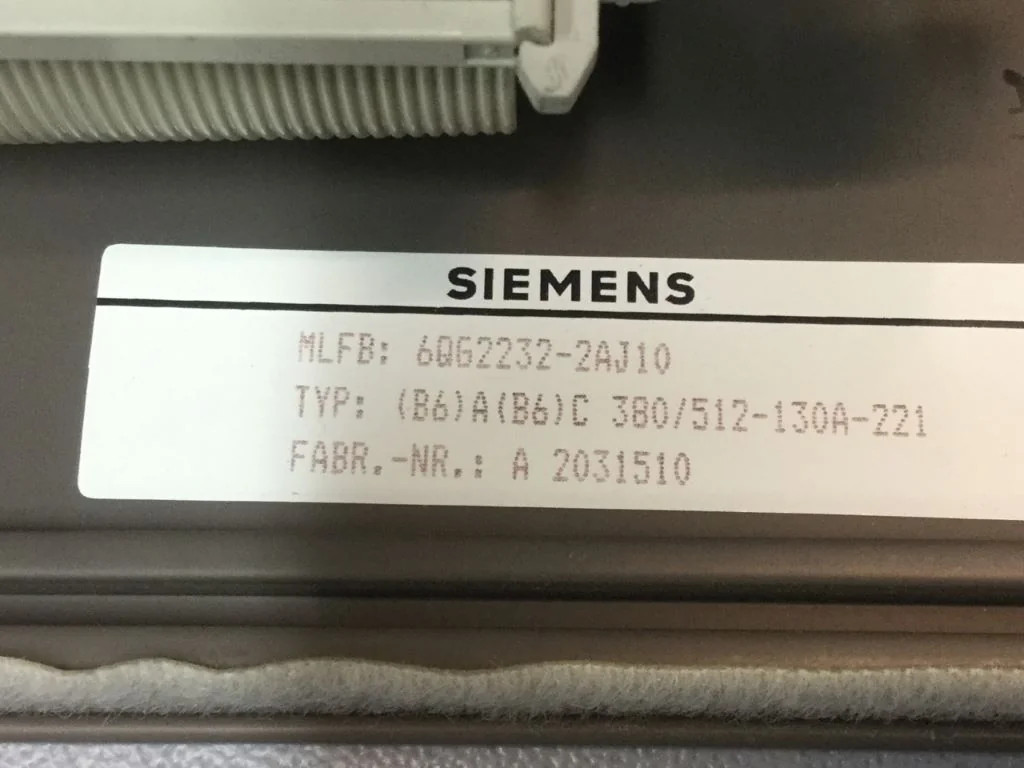 SIEMENS
MLFB: 6QG2232-2AJ10
TYP: (B6)A(B6)C 380/512-130A-221
FABR.-NR.: A 2031510